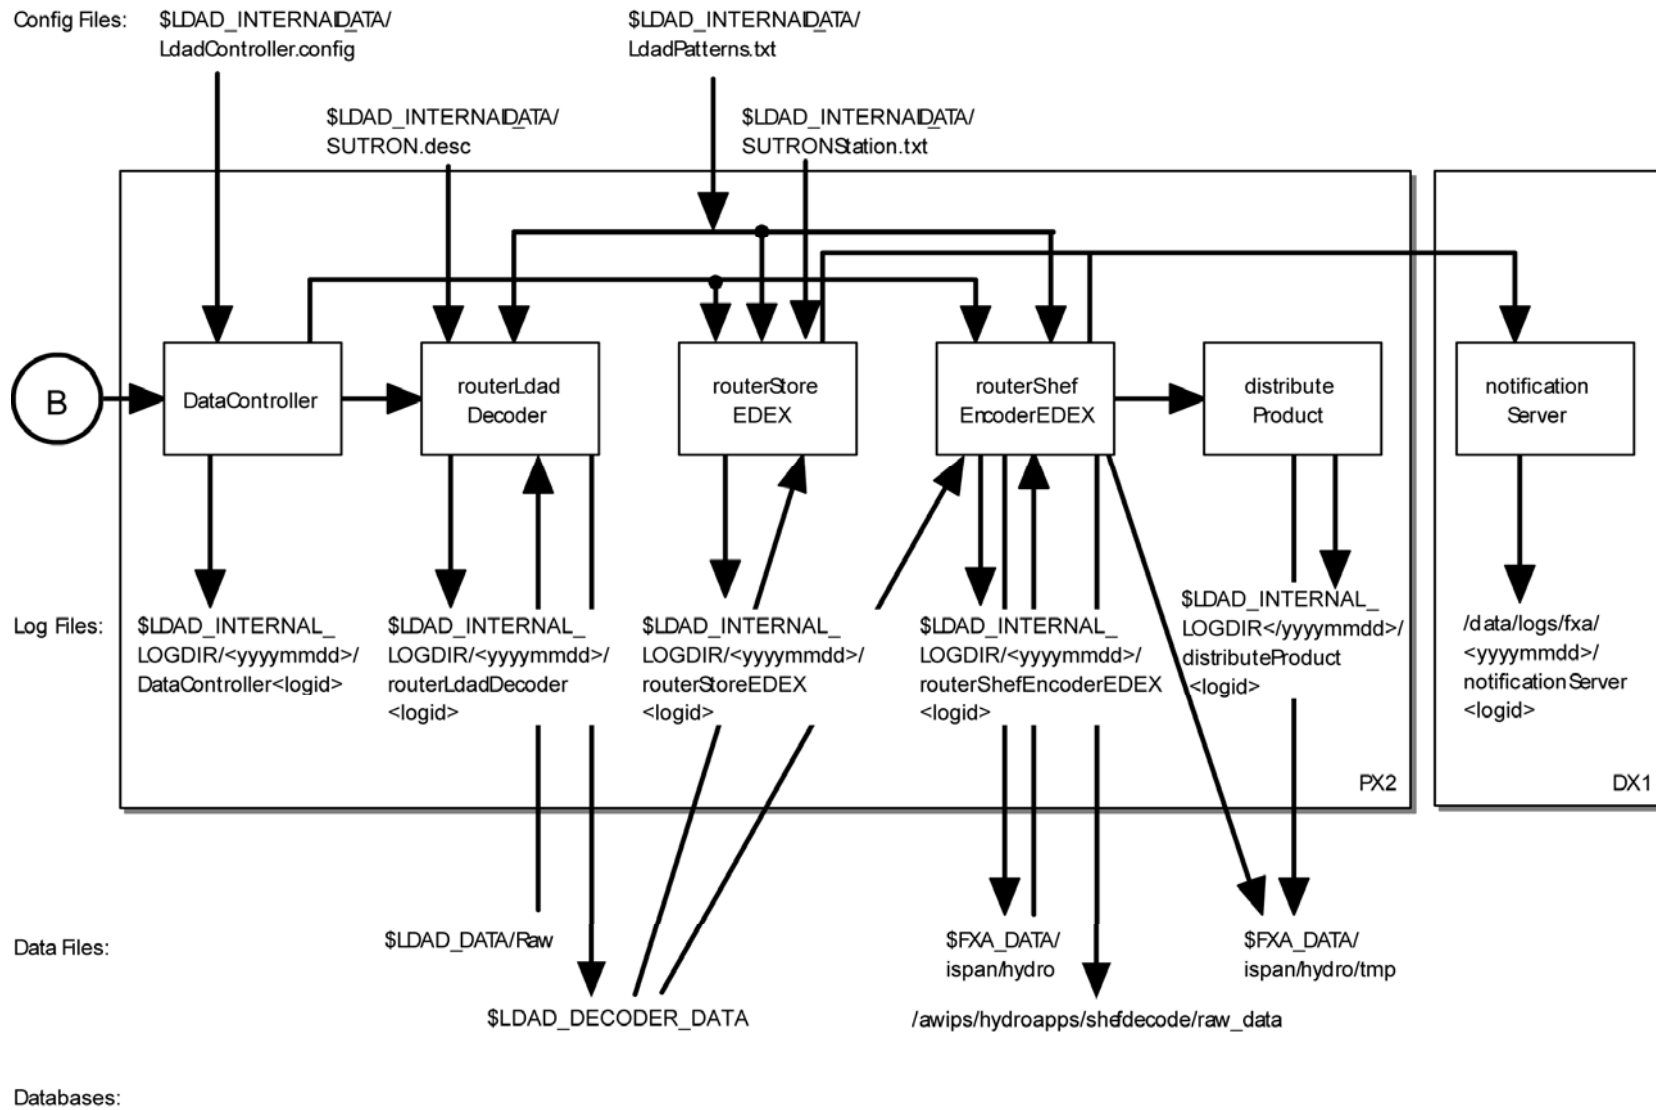 Config Files:
$LDAD_INTERNALDATA/
LdadController.config
$LDAD_INTERNALDATA/
LdadPatterns.txt
$LDAD_INTERNALDATA/
SUTRON.desc
$LDAD_INTERNALDATA/
SUTRONStation.txt
B
DataController
routerLdad
Decoder
routerStore
EDEX
routerShef
EncoderEDEX
distribute
Product
notification
Server
Log Files:
$LDAD_INTERNAL_
LOGDIR/<yyyymmdd>/
DataController<logid>
$LDAD_INTERNAL_
LOGDIR/<yyyymmdd>/
routerLdadDecoder
<logid>
$LDAD_INTERNAL_
LOGDIR/<yyyymmdd>/
routerStoreEDEX
<logid>
$LDAD_INTERNAL_
LOGDIR/<yyyymmdd>/
routerShefEncoderEDEX
<logid>
$LDAD_INTERNAL_
LOGDIR</yyyymmdd>/
distributeProduct
<logid>
/data/logs/fxa/
<yyyymmdd>/
notificationServer
<logid>
PX2
DX1
Data Files:
$LDAD_DATA/Raw
$LDAD_DECODER_DATA
$FXA_DATA/
ispan/hydro
$FXA_DATA/
ispan/hydro/tmp
/awips/hydroapps/shefdecode/raw_data
Databases: